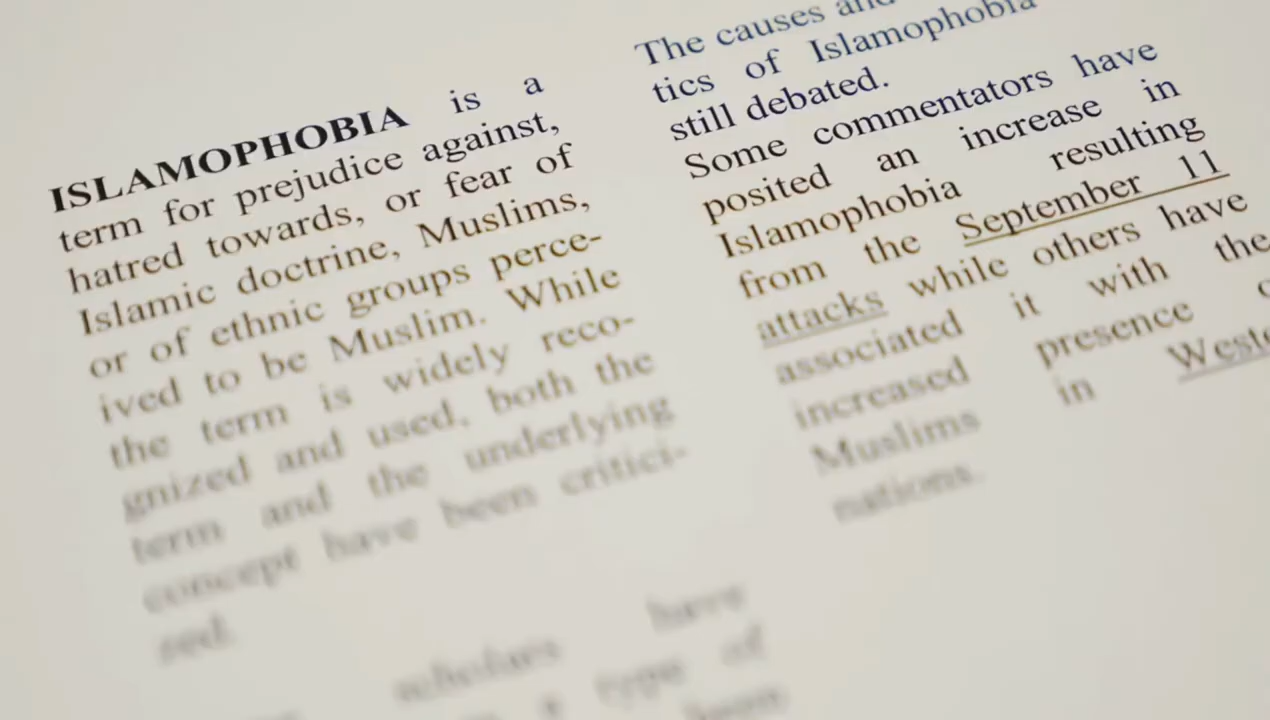 ISLAMOPHOBIA is a
term for prejudice against,
hatred towards, or fear of
Islamic doctrine, Muslims,
or of ethnic groups perce-
ived to be Muslim. While
the term is widely reco-
gnized and used, both the
term and the underlying
concept have been critici-
zed.
scholars have
type of
been
The causes and
tics of Islamophobia
still debated.
Some commentators have
posited an increase in
Islamophobia resulting
from the September 11
attacks while others have
associated it with the
increased presence
Muslims in
nations.